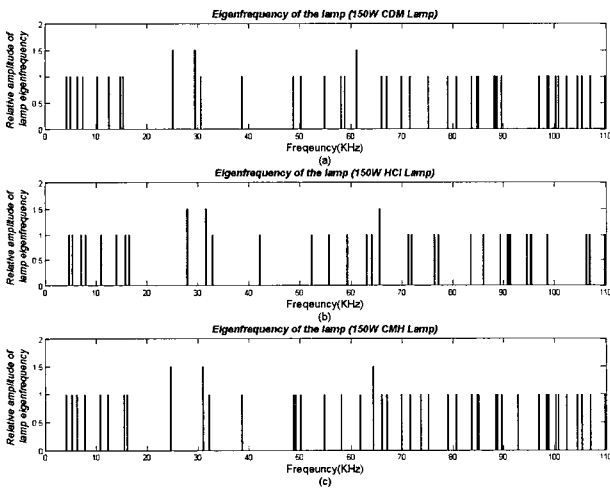 Eigenfrequency of the lamp (150W CDM Lamp)
Relative amplitude of
lamp eigenfrequency
2
1.5
1
0.5
0
0 10 20 30 40 50 60 70 80 90 100 110
Freqeuncy(KHz)
(a)
Eigenfrequency of the lamp (150W HCI Lamp)
Relative amplitude of
lamp eigenfrequency
2
1.5
1
0.5
0
0 10 20 30 40 50 60 70 80 90 100 110
Freqeuncy(KHz)
(b)
Eigenfrequency of the lamp (150W CMH Lamp)
Relative amplitude of
lamp eigenfrequency
2
1.5
1
0.5
0
0 10 20 30 40 50 60 70 80 90 100 110
Freqeuncy(KHz)
(c)